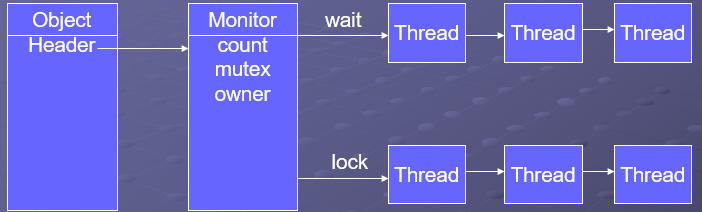 Object
Header
Monitor
count
mutex
owner
wait
Thread
Thread
Thread
lock
Thread
Thread
Thread